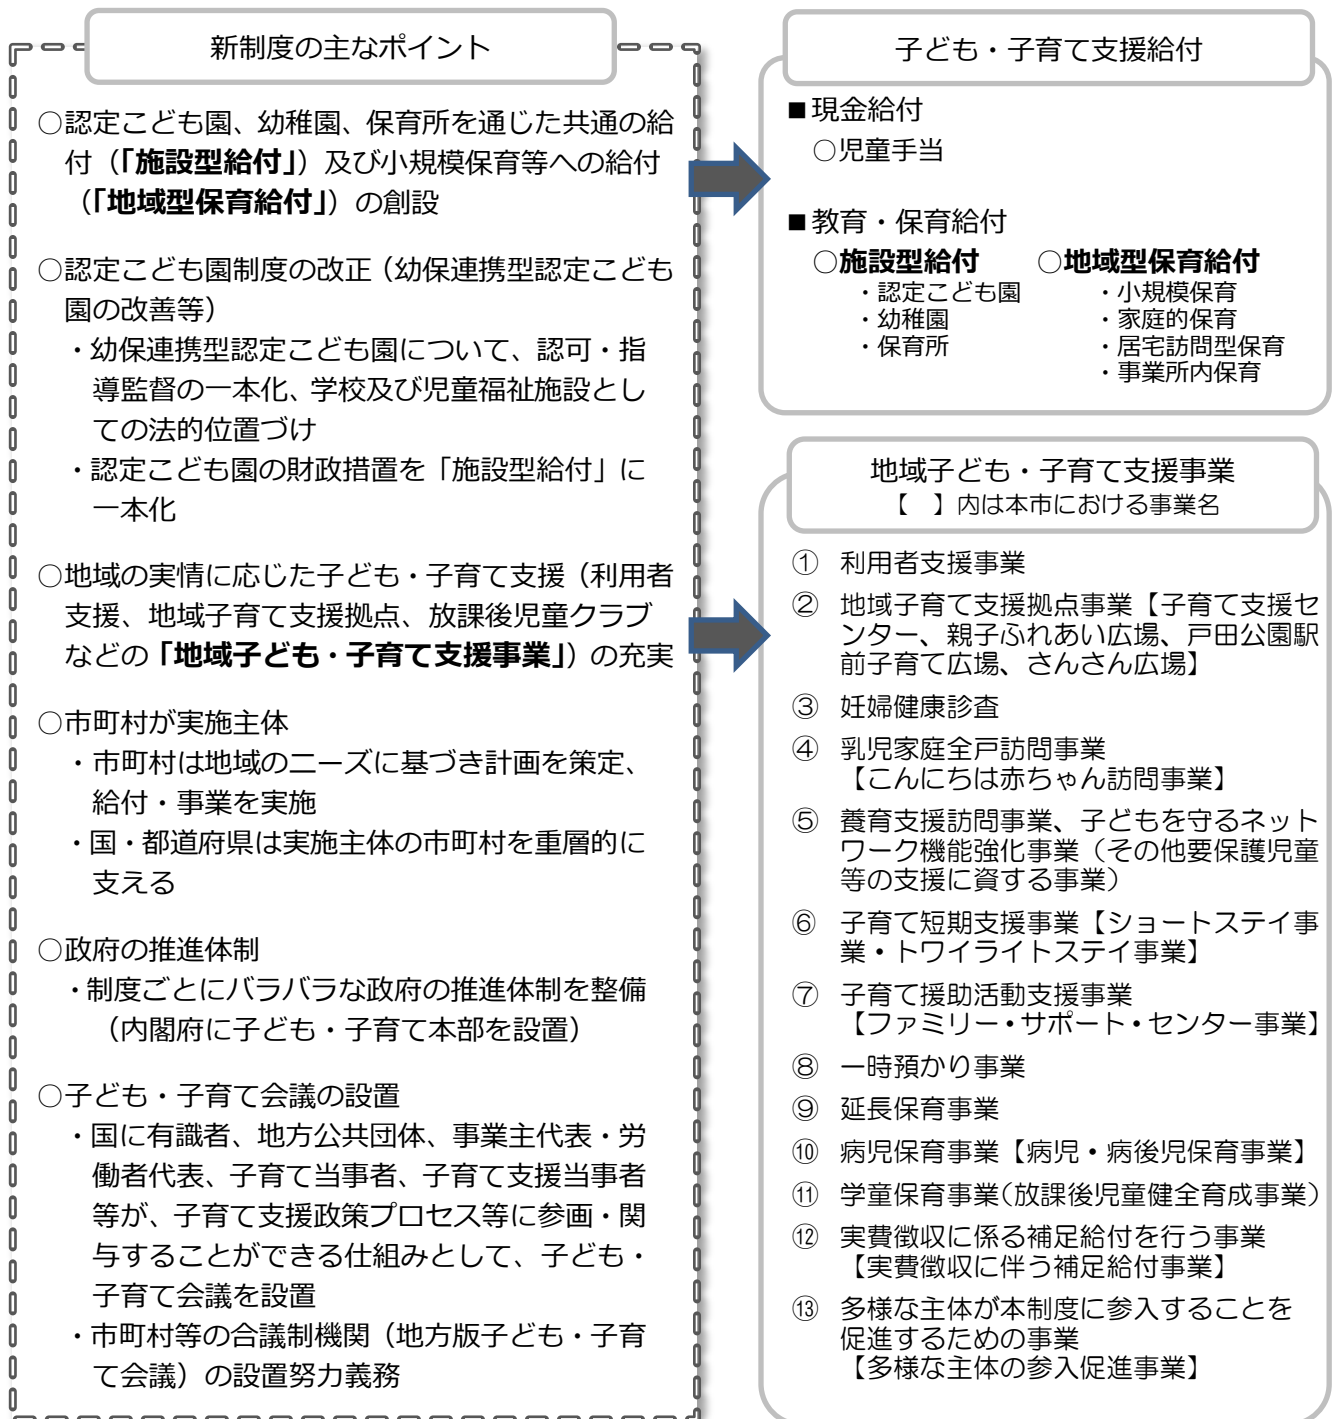 新制度の主なポイント
○認定こども園、幼稚園、保育所を通じた共通の給
付（「施設型給付」）及び小規模保育等への給付
（「地域型保育給付」）の創設
○認定こども園制度の改正（幼保連携型認定こども
園の改善等）
・幼保連携型認定こども園について、認可・指
導監督の一本化、学校及び児童福祉施設とし
ての法的位置づけ
・認定こども園の財政措置を「施設型給付」に
一本化
○地域の実情に応じた子ども・子育て支援（利用者
支援、地域子育て支援拠点、放課後児童クラブ
などの「地域子ども・子育て支援事業」）の充実
○市町村が実施主体
・市町村は地域のニーズに基づき計画を策定、
給付・事業を実施
・国・都道府県は実施主体の市町村を重層的に
支える
○政府の推進体制
・制度ごとにバラバラな政府の推進体制を整備
（内閣府に子ども・子育て本部を設置）
○子ども・子育て会議の設置
・国に有識者、地方公共団体、事業主代表・労
働者代表、子育て当事者、子育て支援当事者
等が、子育て支援政策プロセス等に参画・関
与することができる仕組みとして、子ども・
子育て会議を設置
・市町村等の合議制機関（地方版子ども・子育
て会議）の設置努力義務
子ども・子育て支援給付
■現金給付
○児童手当
■教育・保育給付
○施設型給付 ○地域型保育給付
・認定こども園 ・小規模保育
・幼稚園 ・家庭的保育
・保育所 ・居宅訪問型保育
・事業所内保育
地域子ども・子育て支援事業
【 】内は本市における事業名
① 利用者支援事業
② 地域子育て支援拠点事業【子育て支援セ
ンター、親子ふれあい広場、戸田公園駅
前子育て広場、さんさん広場】
③ 妊婦健康診査
④ 乳児家庭全戸訪問事業
【こんにちは赤ちゃん訪問事業】
⑤ 養育支援訪問事業、子どもを守るネット
ワーク機能強化事業（その他要保護児童
等の支援に資する事業）
⑥ 子育て短期支援事業【ショートステイ事
業・トワイライトステイ事業】
⑦ 子育て援助活動支援事業
【ファミリー・サポート・センター事業】
⑧ 一時預かり事業
⑨ 延長保育事業
⑩ 病児保育事業【病児・病後児保育事業】
⑪ 学童保育事業（放課後児童健全育成事業）
⑫ 実費徴収に係る補足給付を行う事業
【実費徴収に伴う補足給付事業】
⑬ 多様な主体が本制度に参入することを
促進するための事業
【多様な主体の参入促進事業】